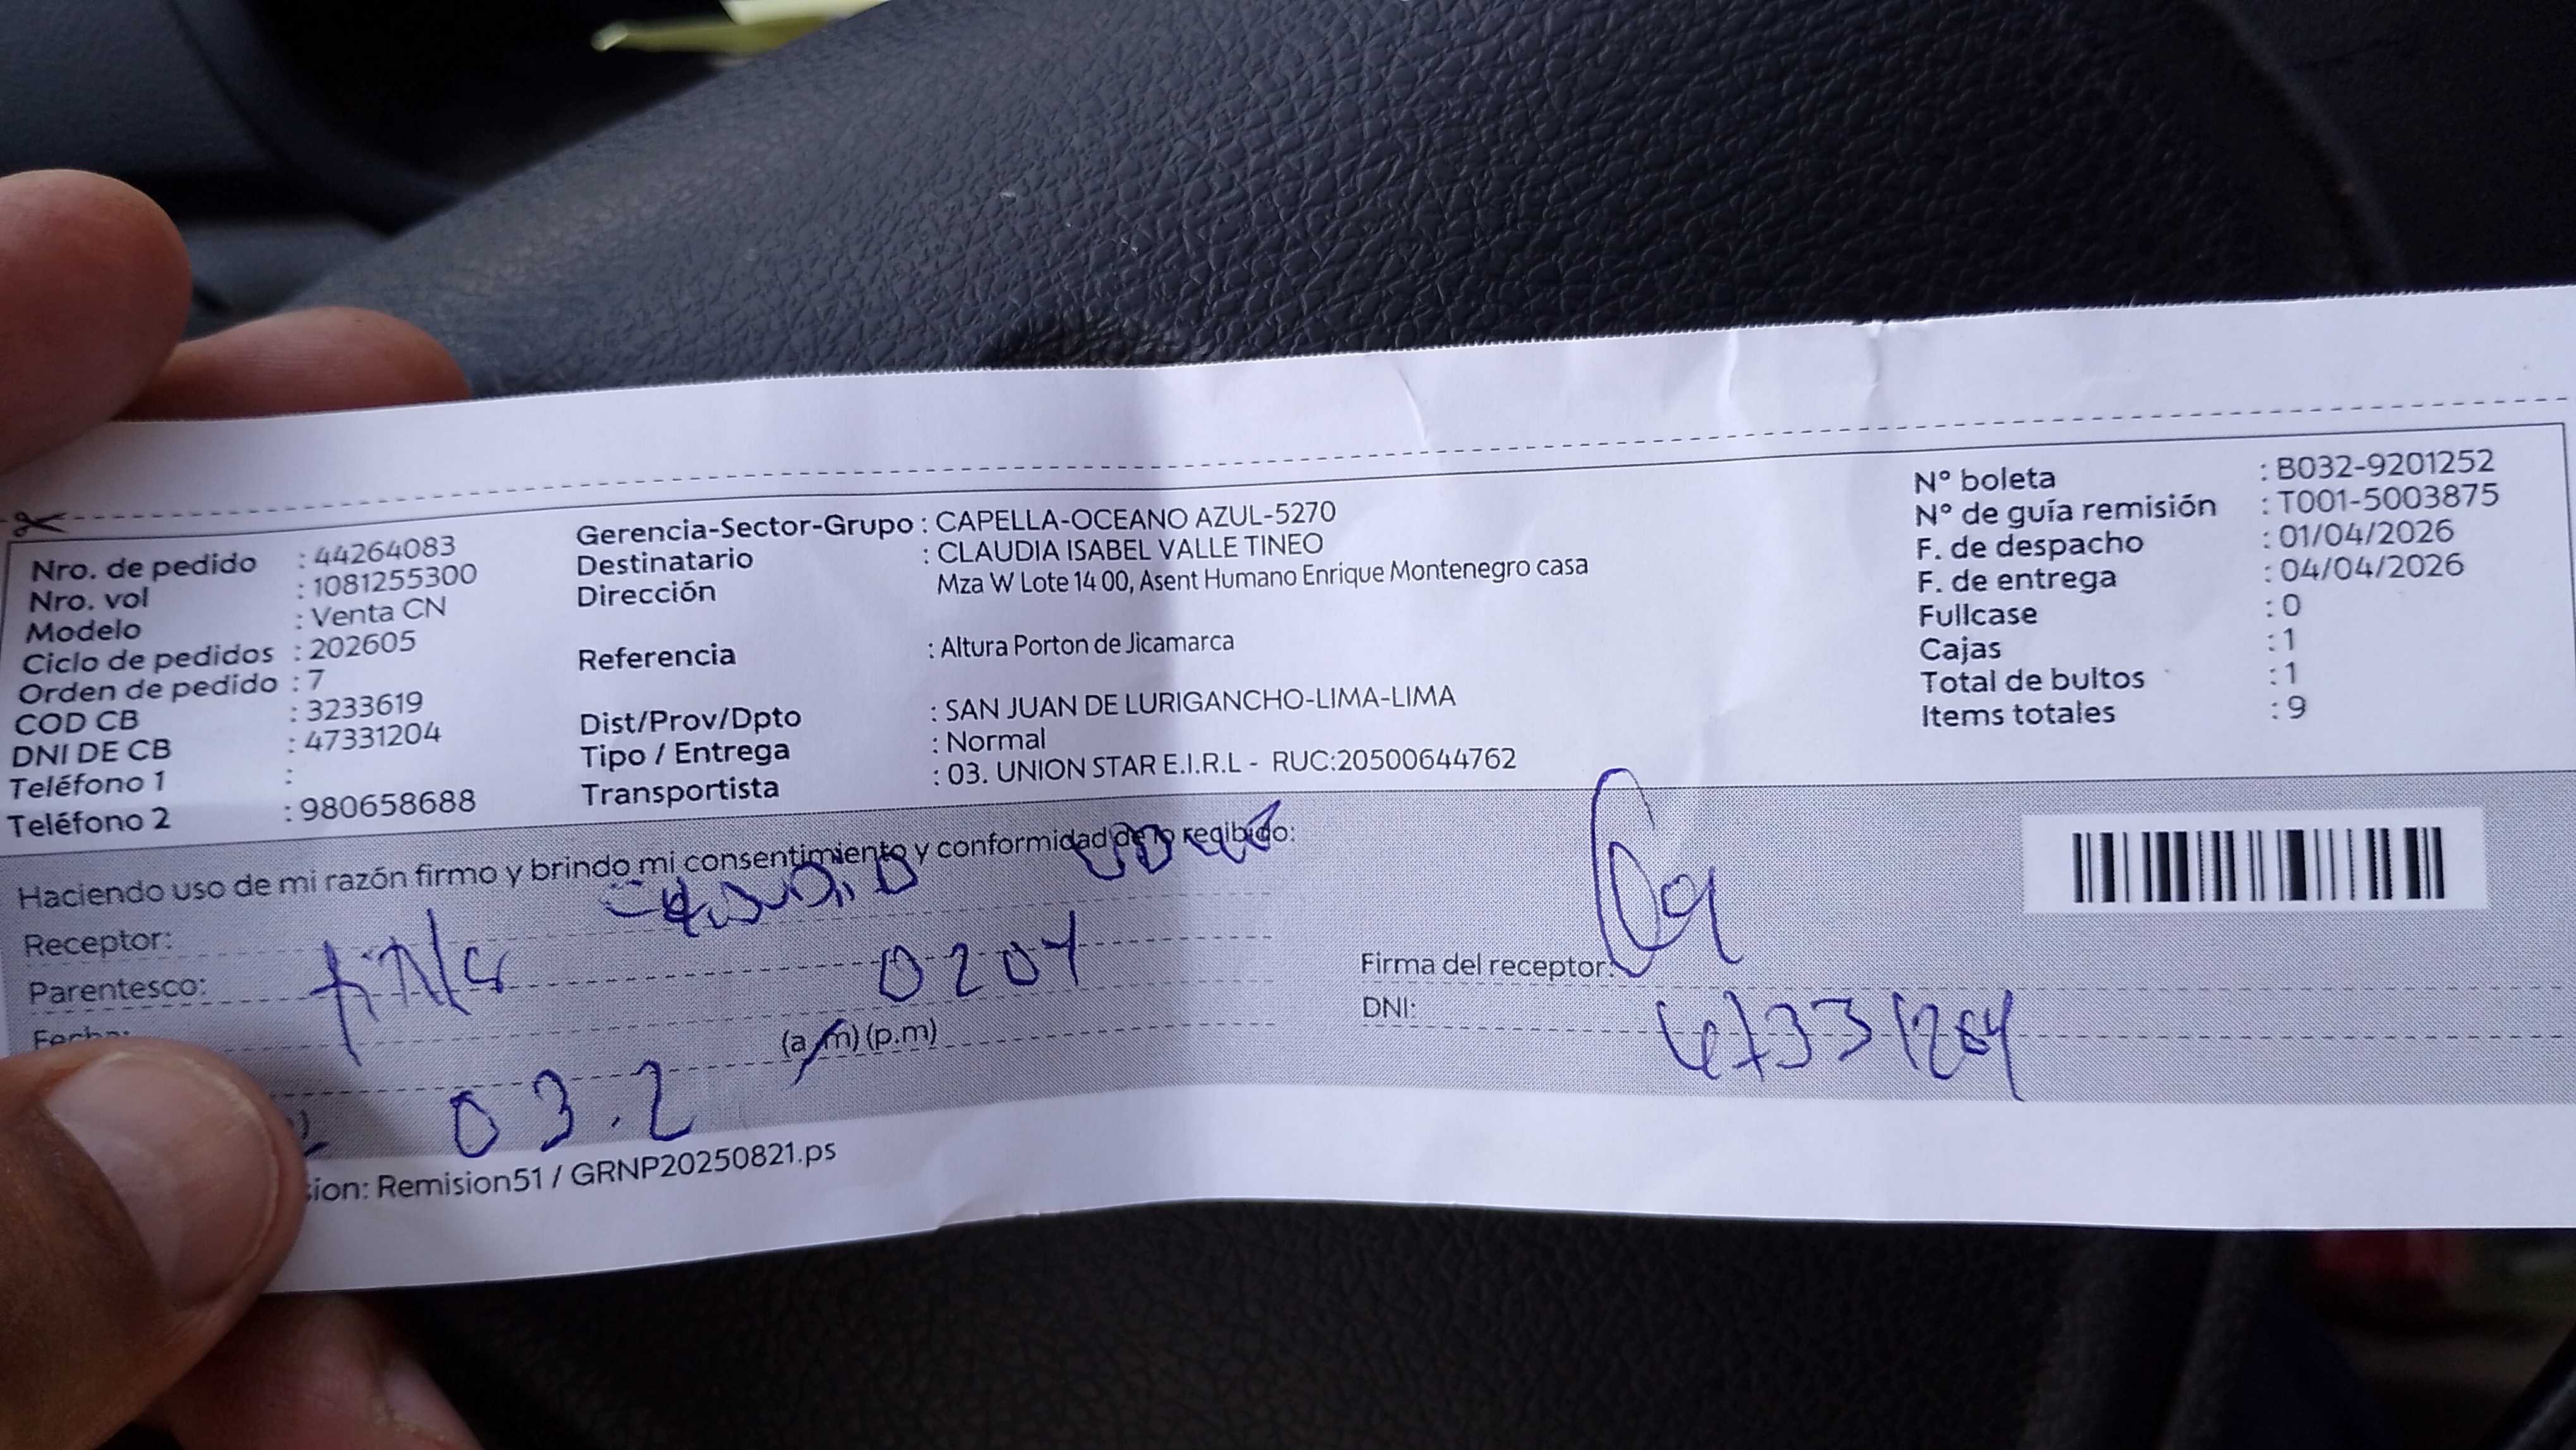 Nro. de pedido : 44264083
Nro. vol : 1081255300
Modelo : Venta CN
Ciclo de pedidos : 202605
Orden de pedido : 7
COD CB : 3233619
DNI DE CB : 47331204
Teléfono 1 :
Teléfono 2 : 980658688
Gerencia-Sector-Grupo : CAPELLA-OCEANO AZUL-5270
Destinatario : CLAUDIA ISABEL VALLE TINEO
Dirección Mza W Lote 14 00, Asent Humano Enrique Montenegro casa
Referencia : Altura Porton de Jicamarca
Dist/Prov/Dpto : SAN JUAN DE LURIGANCHO-LIMA-LIMA
Tipo / Entrega : Normal
Transportista : 03. UNION STAR E.I.R.L - RUC:20500644762
N° boleta : B032-9201252
N° de guía remisión : T001-5003875
F. de despacho : 01/04/2026
F. de entrega : 04/04/2026
Fullcase : 0
Cajas : 1
Total de bultos : 1
Items totales : 9
Haciendo uso de mi razón firmo y brindo mi consentimiento y conformidad de lo recibido:
Receptor:
Parentesco:
Fecha: 0204
03.2 (a.m) (p.m)
Firma del receptor:
DNI: 47331204
sion: Remision51 / GRNP20250821.ps